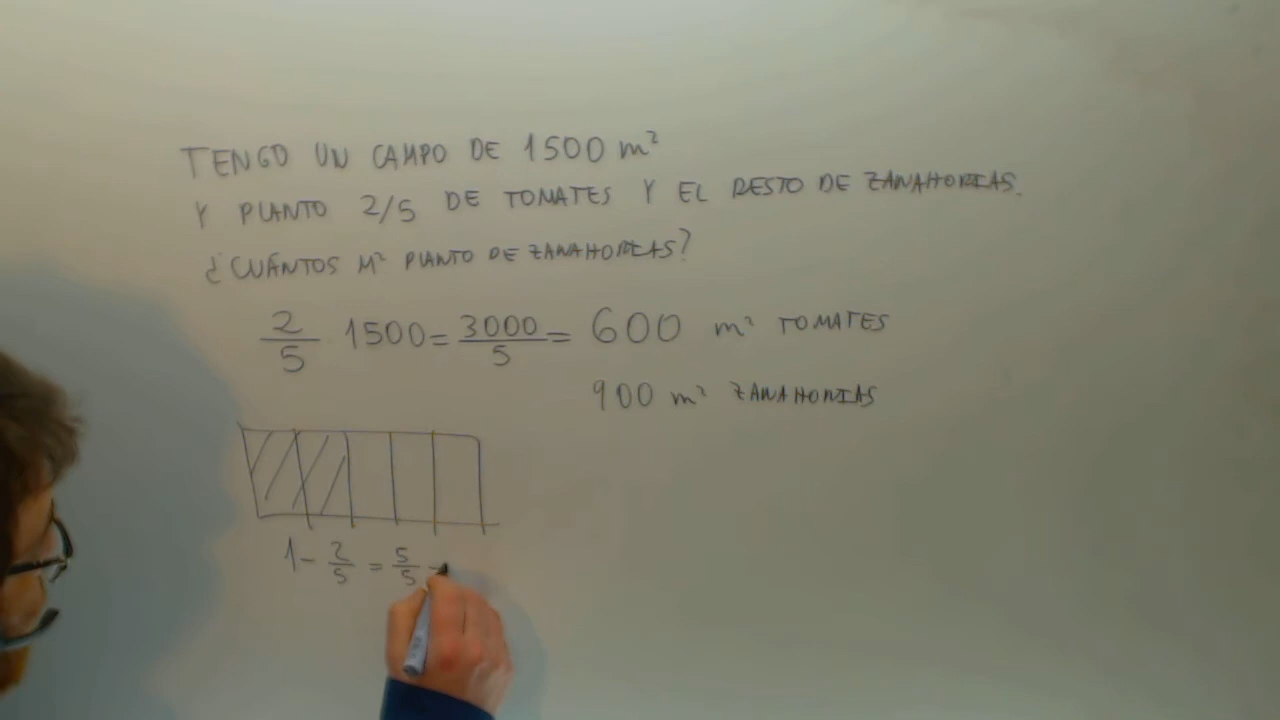 TENGO UN CAMPO DE 1500 m²
Y PLANTO 2/5 DE TOMATES Y EL RESTO DE ZANAHORIAS.
¿CUÁNTOS M² PLANTO DE ZANAHORIAS?
2/5 · 1500 = 3000/5 = 600 m² TOMATES
900 m² ZANAHORIAS
1 - 2/5 = 5/5 -